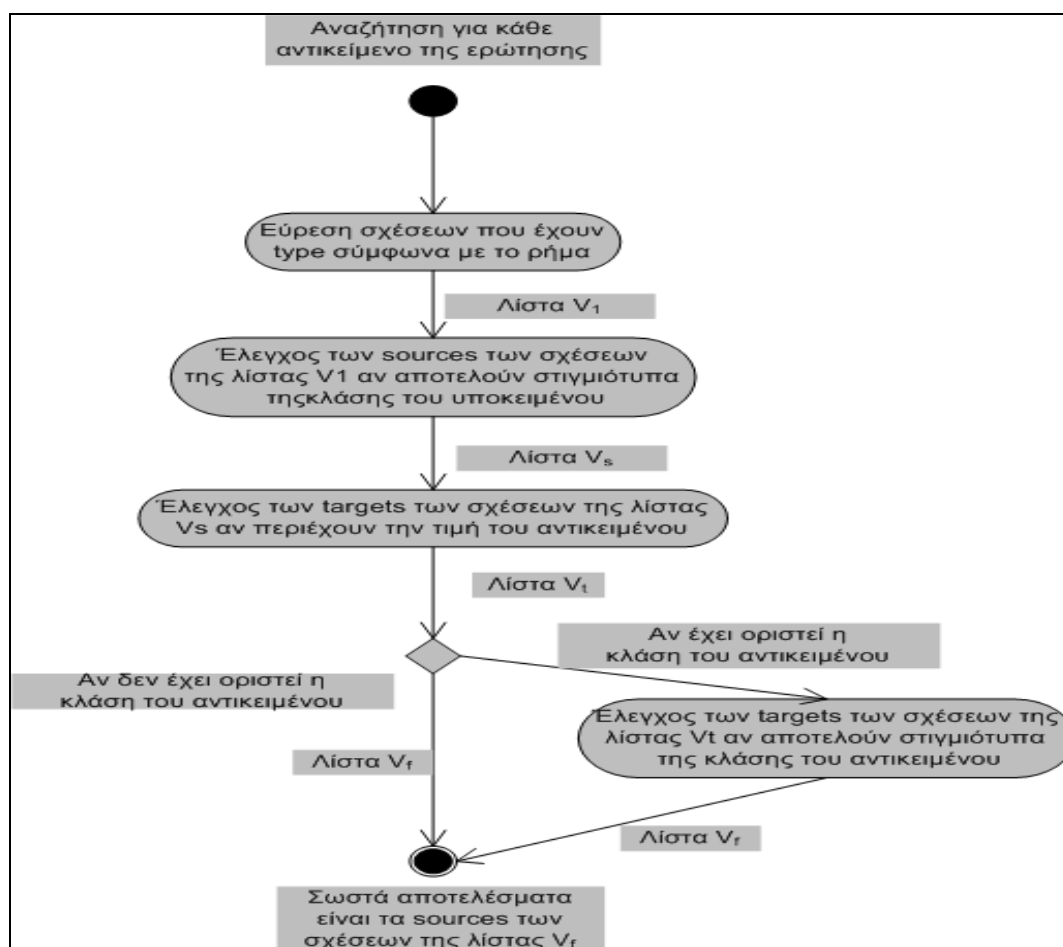 Αναζήτηση για κάθε
αντικείμενο της ερώτησης
Εύρεση σχέσεων που έχουν
type σύμφωνα με το ρήμα
Λίστα V₁
Έλεγχος των sources των σχέσεων
της λίστας V1 αν αποτελούν στιγμιότυπα
τηςκλάσης του υποκειμένου
Λίστα Vₛ
Έλεγχος των targets των σχέσεων της λίστας
Vs αν περιέχουν την τιμή του αντικειμένου
Λίστα Vₜ
Αν έχει οριστεί η
κλάση του αντικειμένου
Αν δεν έχει οριστεί η
κλάση του αντικειμένου
Έλεγχος των targets των σχέσεων της
λίστας Vt αν αποτελούν στιγμιότυπα
της κλάσης του αντικειμένου
Λίστα V_f
Λίστα V_f
Σωστά αποτελέσματα
είναι τα sources των
σχέσεων της λίστας V_f